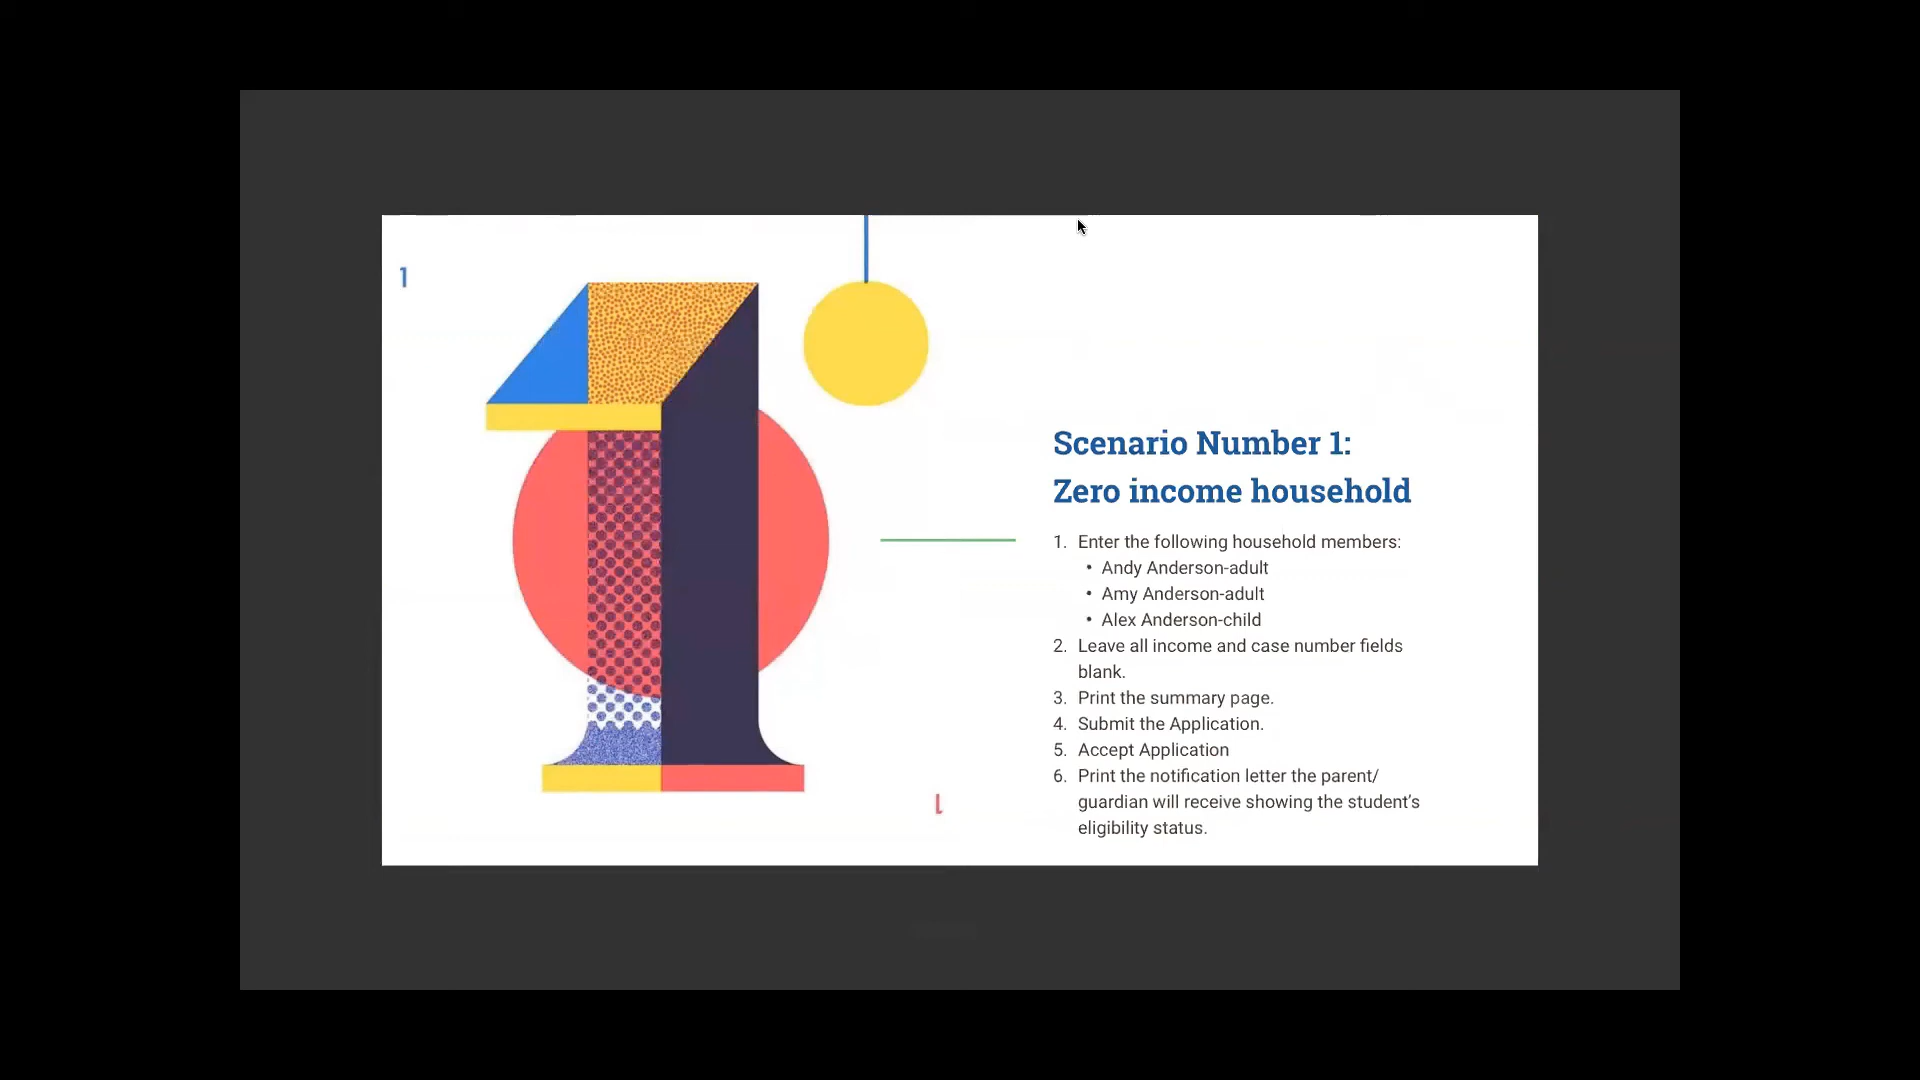 1
Scenario Number 1:
Zero income household
1. Enter the following household members:
• Andy Anderson-adult
• Amy Anderson-adult
• Alex Anderson-child
2. Leave all income and case number fields
blank.
3. Print the summary page.
4. Submit the Application.
5. Accept Application
6. Print the notification letter the parent/
guardian will receive showing the student’s
eligibility status.
1